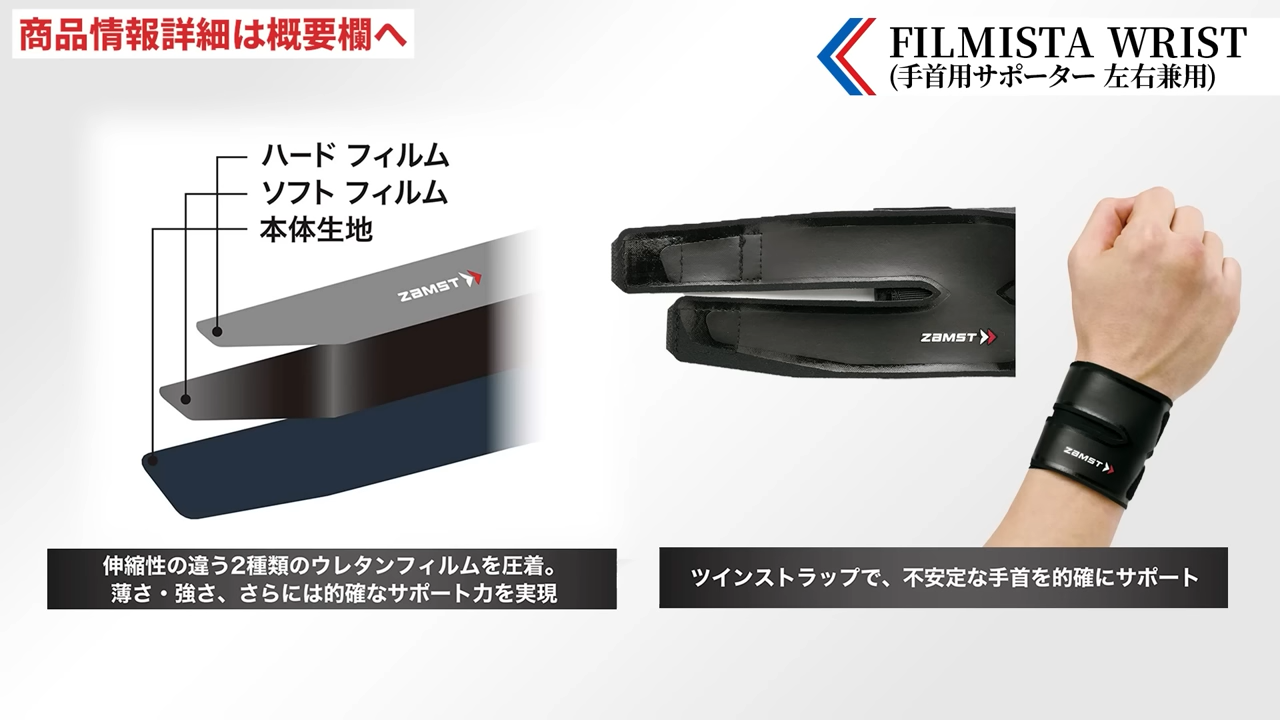 商品情報詳細は概要欄へ
FILMISTA WRIST
(手首用サポーター 左右兼用)
ハード フィルム
ソフト フィルム
本体生地
ZAMST
ZAMST
ZAMST
伸縮性の違う2種類のウレタンフィルムを圧着。
薄さ・強さ、さらには的確なサポート力を実現
ツインストラップで、不安定な手首を的確にサポート